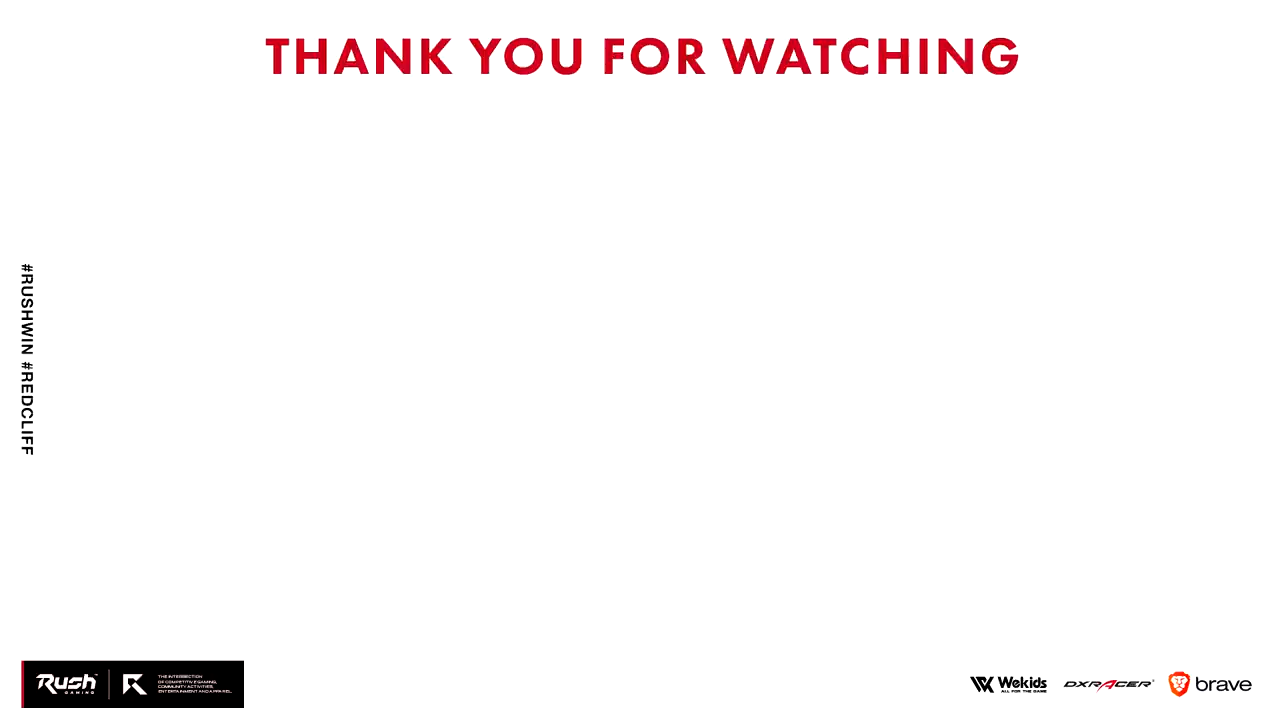 THANK YOU FOR WATCHING
#RUSHWIN #REDCLIFF
Rush
GAMING
THE INTERSECTION
OF COMPETITIVE GAMING,
COMMUNITY ACTIVITIES,
ENTERTAINMENT AND APPAREL.
Wekids
ALL FOR THE GAME
DXRACER
brave